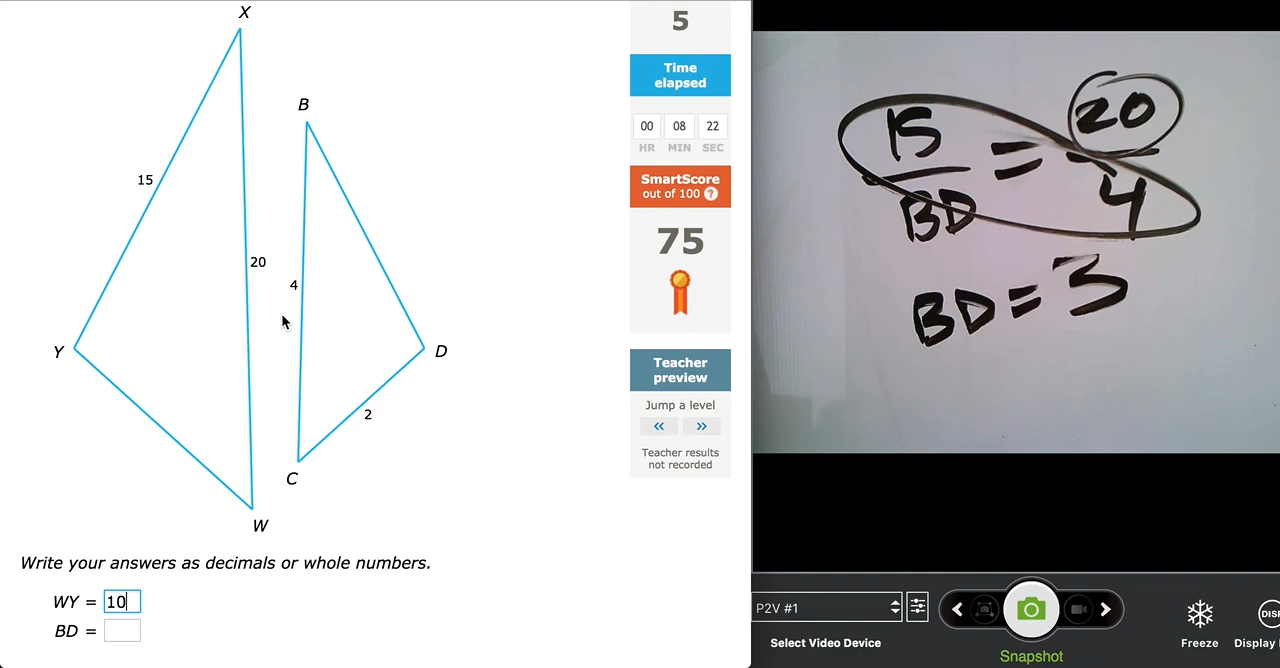 X
B
15
20
4
Y
D
2
C
W
Write your answers as decimals or whole numbers.
WY = 10
BD =
5
Time
elapsed
00 08 22
HR MIN SEC
SmartScore
out of 100 ?
75
Teacher
preview
Jump a level
<< >>
Teacher results
not recorded
15 = 20
BD 4
BD = 3
P2V #1
Select Video Device
Snapshot
Freeze
DISP
Display